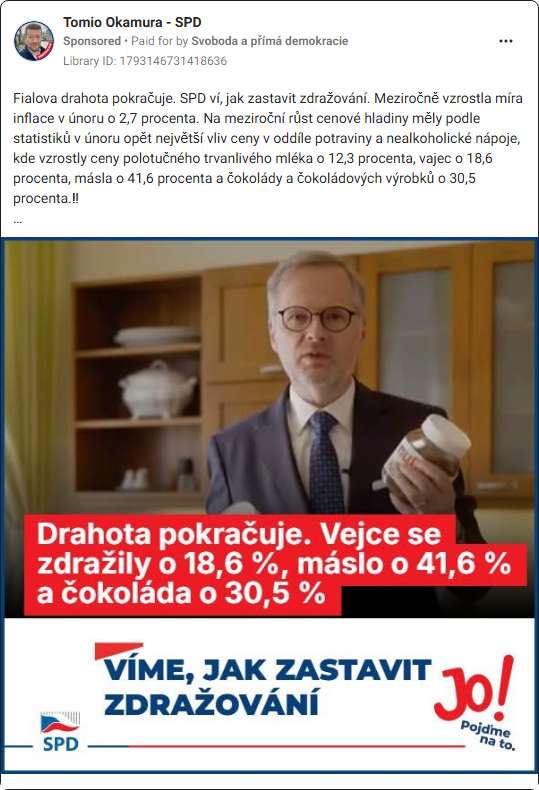 Tomio Okamura - SPD
Sponsored • Paid for by Svoboda a přímá demokracie
Library ID: 1793146731418636
Fialova drahota pokračuje. SPD ví, jak zastavit zdražování. Meziročně vzrostla míra
inflace v únoru o 2,7 procenta. Na meziroční růst cenové hladiny měly podle
statistiků v únoru opět největší vliv ceny v oddíle potraviny a nealkoholické nápoje,
kde vzrostly ceny polotučného trvanlivého mléka o 12,3 procenta, vajec o 18,6
procenta, másla o 41,6 procenta a čokolády a čokoládových výrobků o 30,5
procenta.‼
...
Drahota pokračuje. Vejce se
zdražily o 18,6 %, máslo o 41,6 %
a čokoláda o 30,5 %
VÍME, JAK ZASTAVIT
ZDRAŽOVÁNÍ
Jo!
Pojďme
na to.
SPD